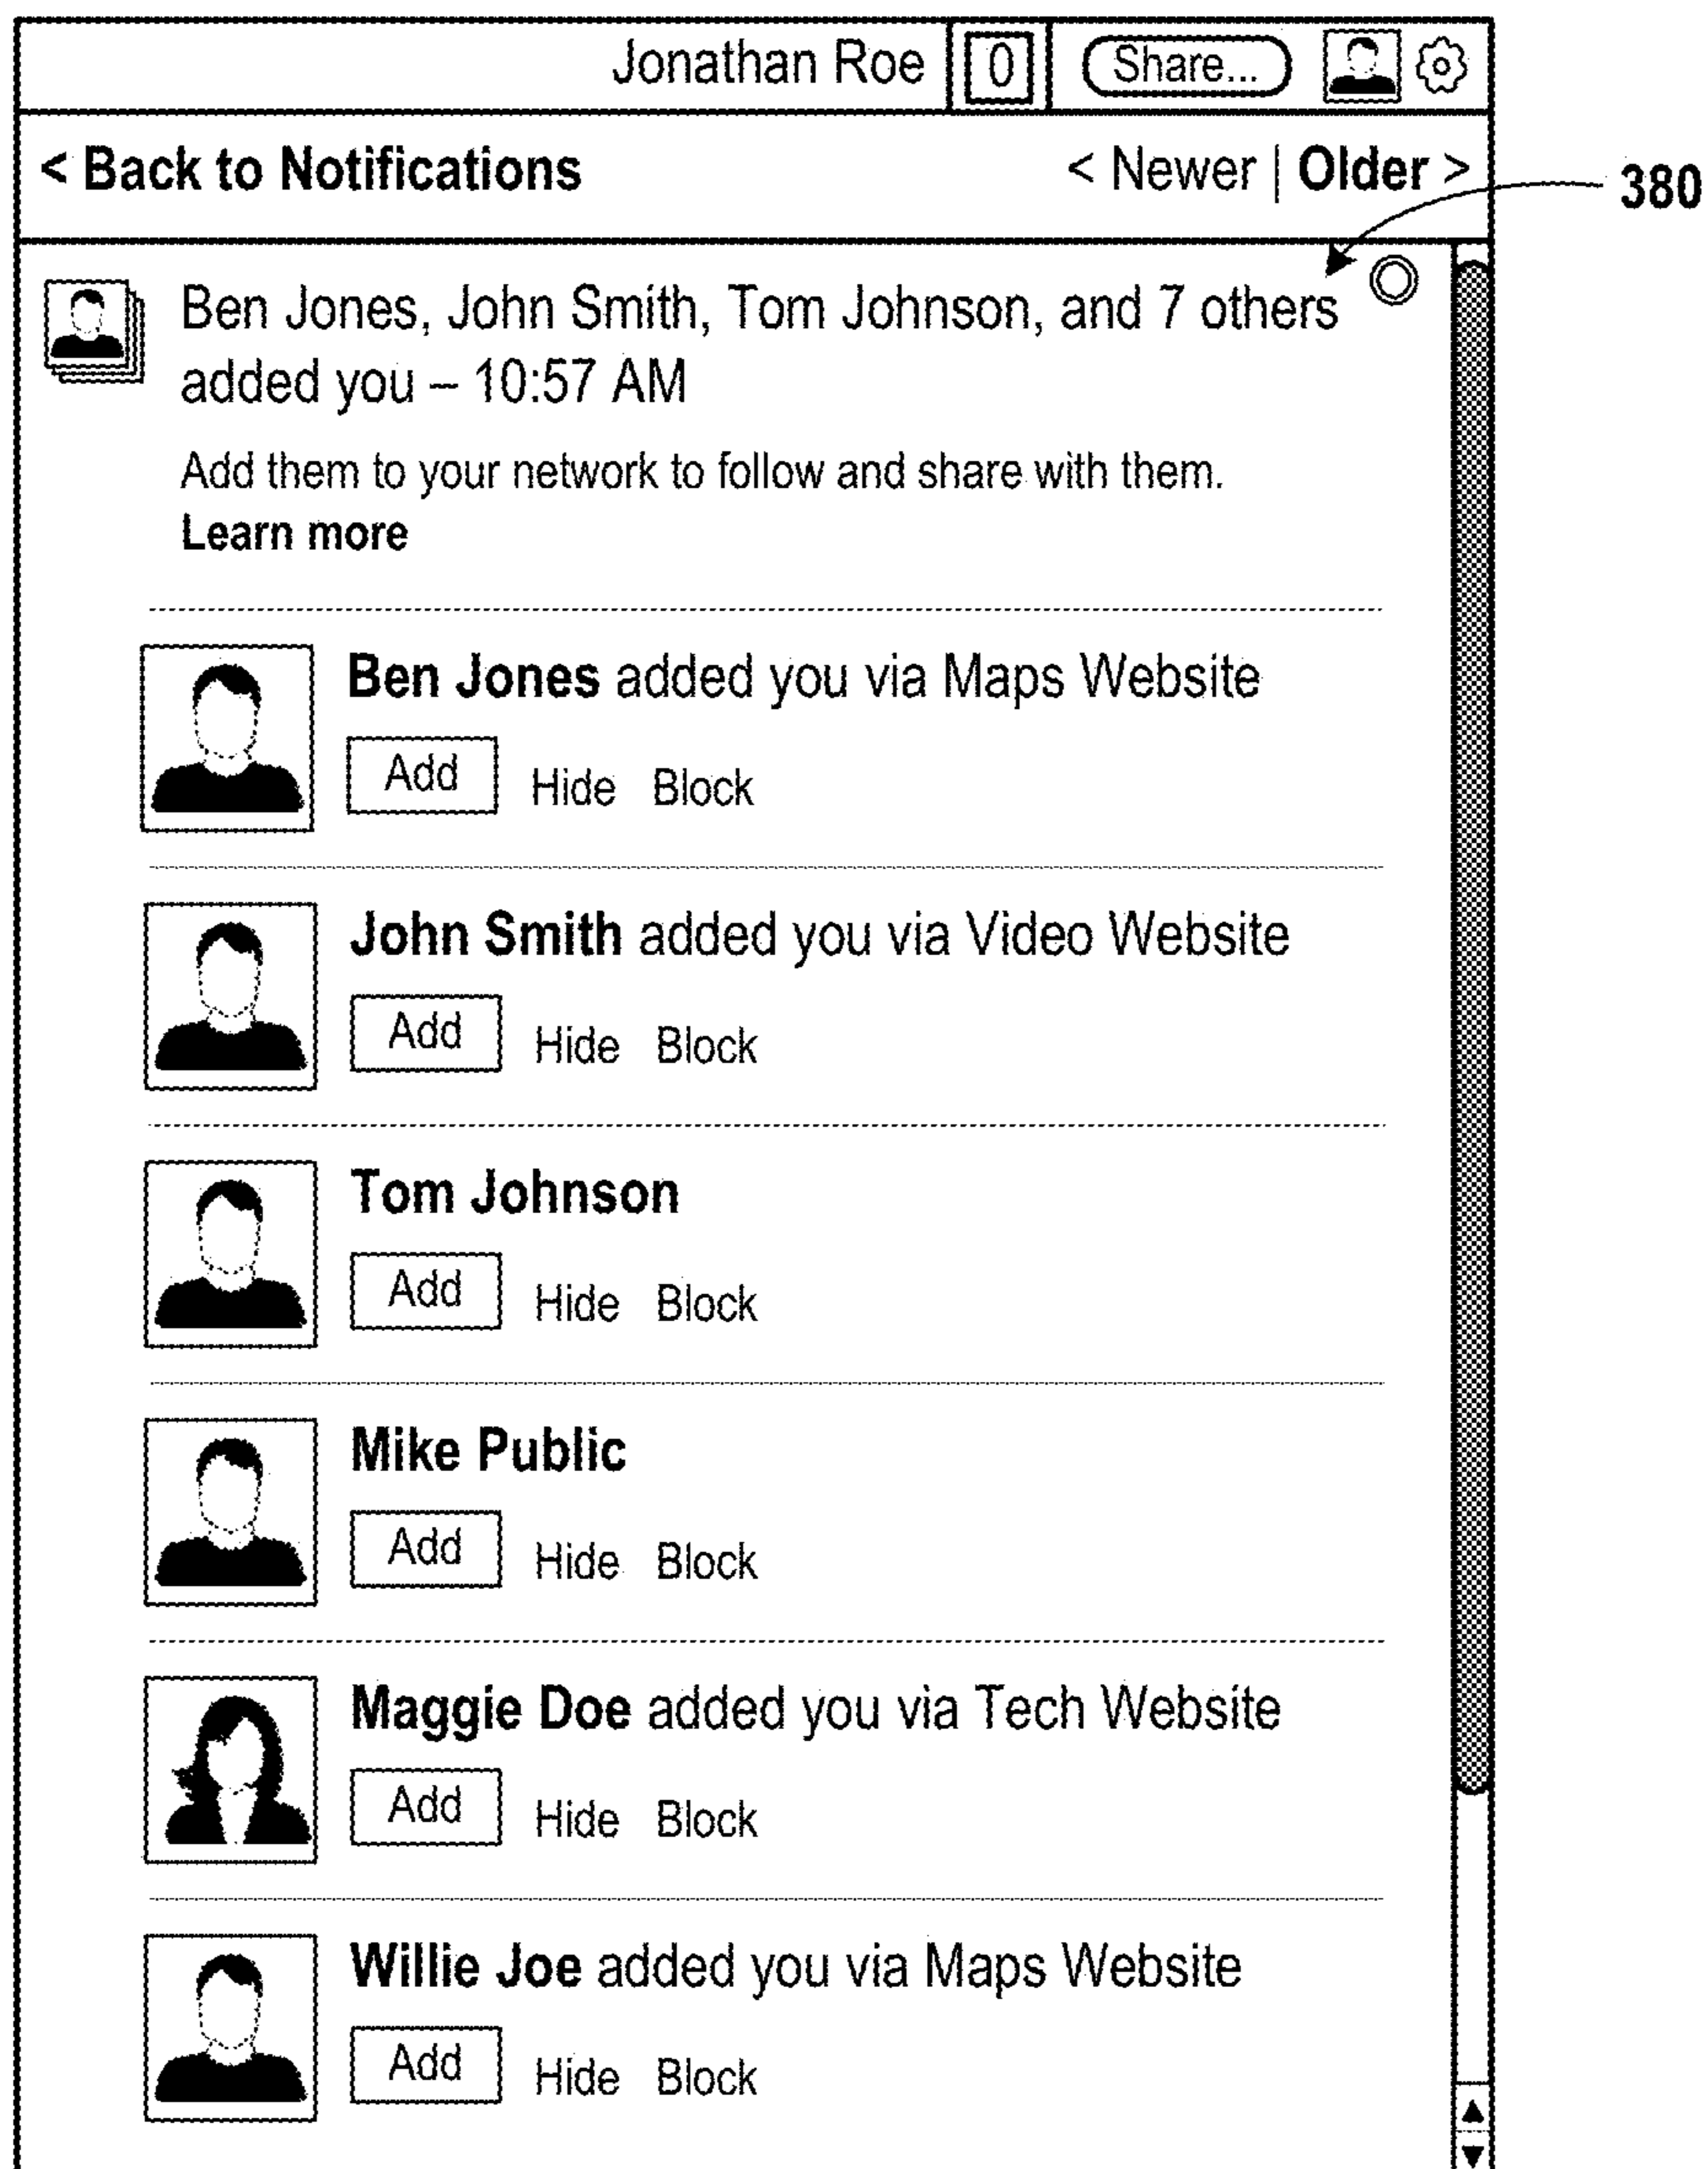 Jonathan Roe 0 Share...
< Back to Notifications < Newer | Older >
380
Ben Jones, John Smith, Tom Johnson, and 7 others
added you – 10:57 AM
Add them to your network to follow and share with them.
Learn more
Ben Jones added you via Maps Website
Add Hide Block
John Smith added you via Video Website
Add Hide Block
Tom Johnson
Add Hide Block
Mike Public
Add Hide Block
Maggie Doe added you via Tech Website
Add Hide Block
Willie Joe added you via Maps Website
Add Hide Block